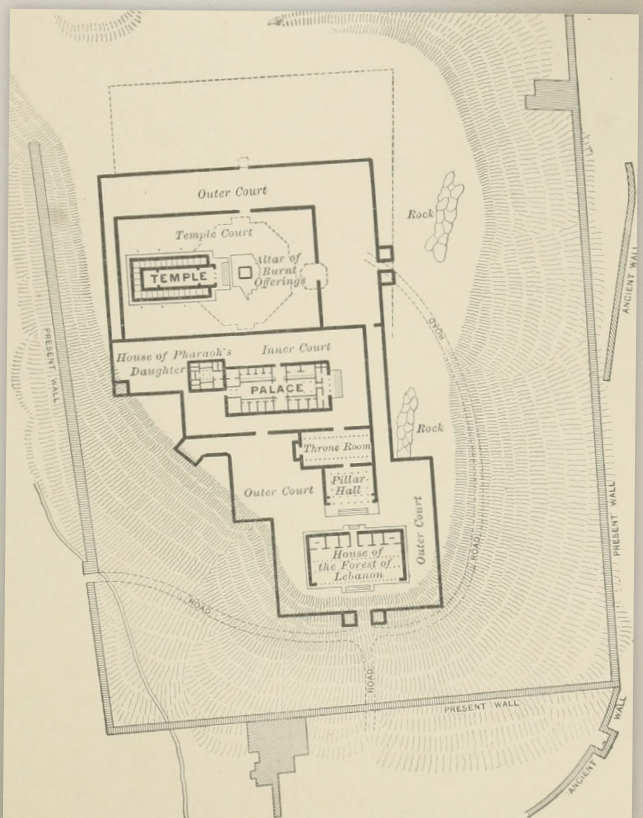 Outer Court
Rock
Temple Court
TEMPLE
Altar of
Burnt
Offerings
ANCIENT WALL
ROAD
PRESENT WALL
House of Pharaoh's
Daughter
Inner Court
PALACE
Rock
Throne Room
Pillar
Hall
Outer Court
Outer Court
House of
the Forest of
Lebanon
PRESENT WALL
ROAD
ROAD
ROAD
PRESENT WALL
ANCIENT WALL